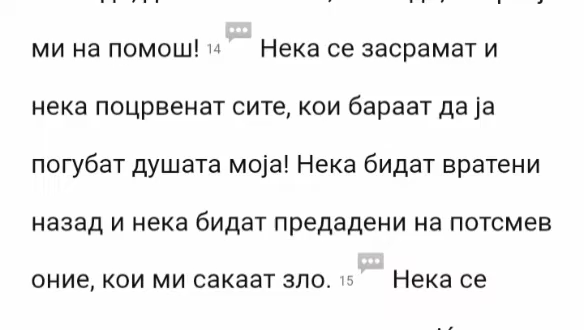 ми на помош! 14 Нека се засрамат и
нека поцрвенат сите, кои бараат да ја
погубат душата моја! Нека бидат вратени
назад и нека бидат предадени на потсмев
оние, кои ми сакаат зло. 15 Нека се